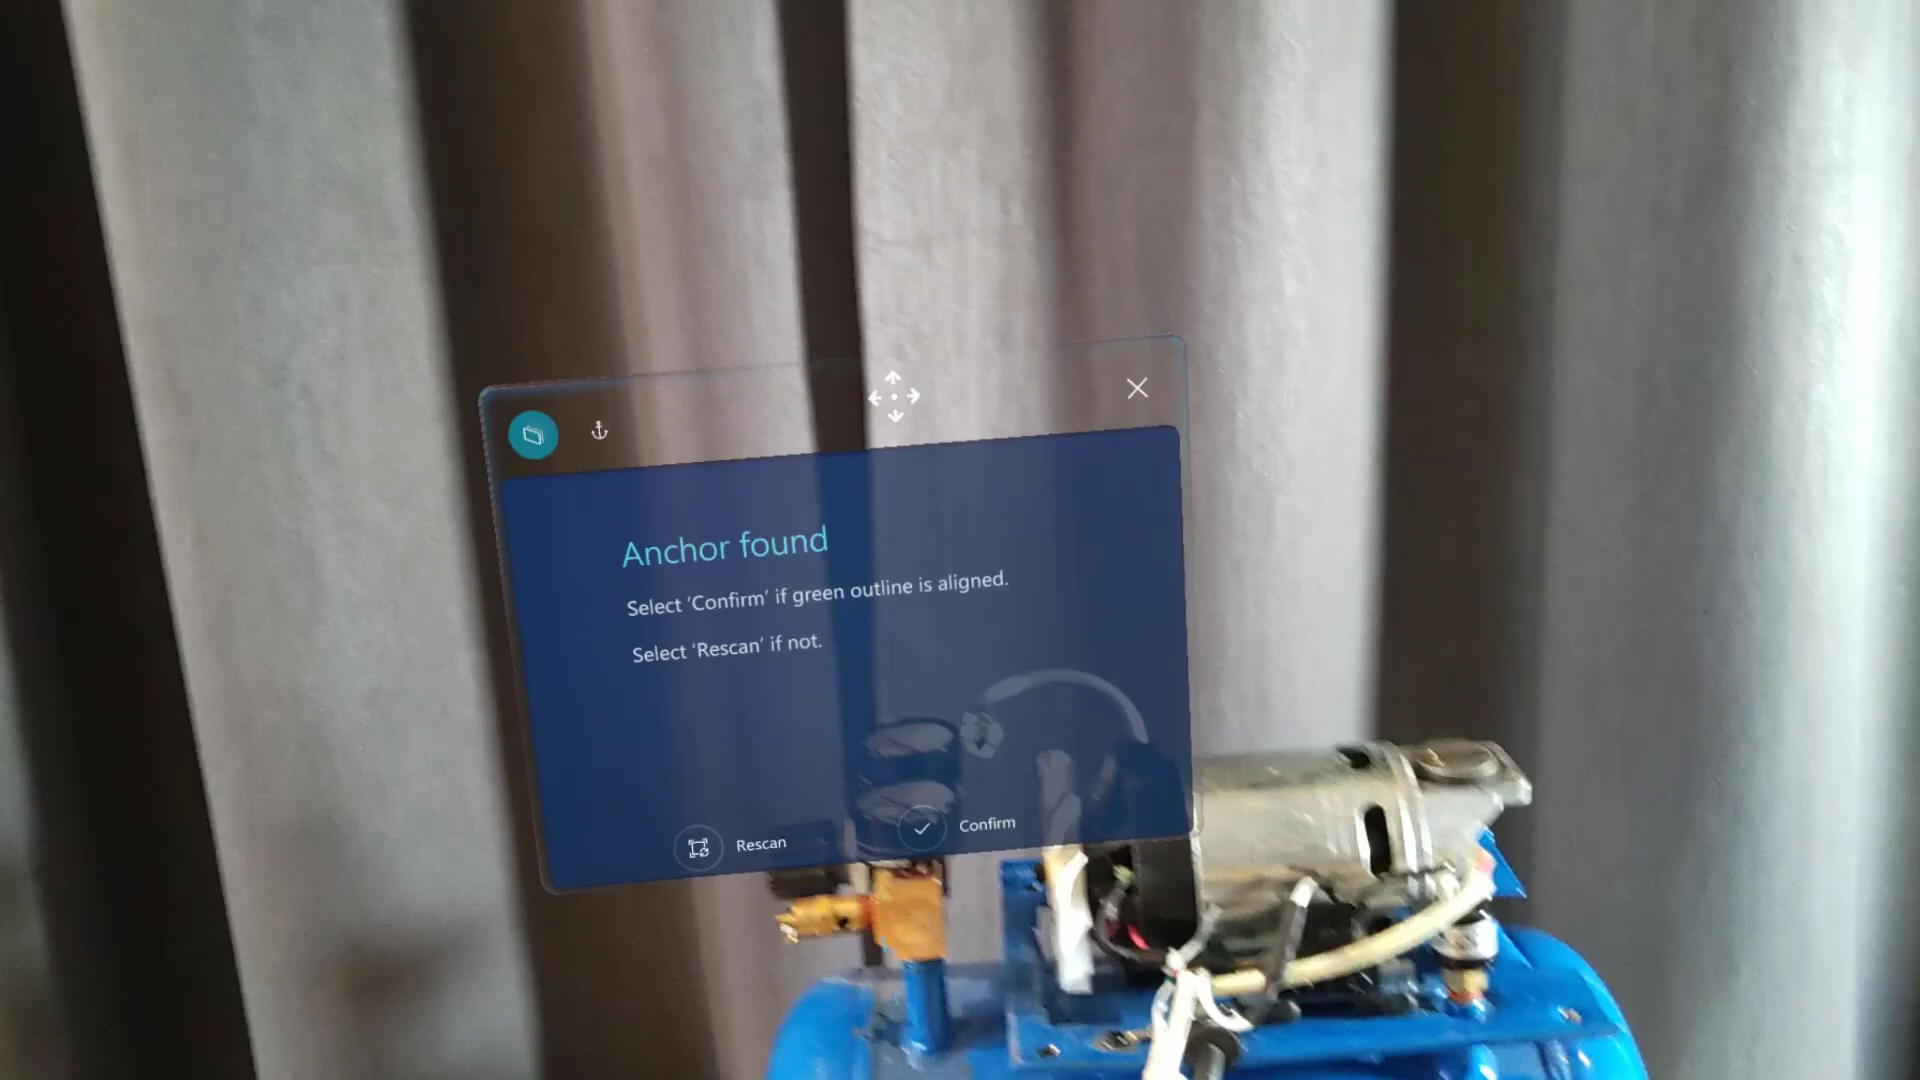 Anchor found
Select 'Confirm' if green outline is aligned.
Select 'Rescan' if not.
Rescan
Confirm